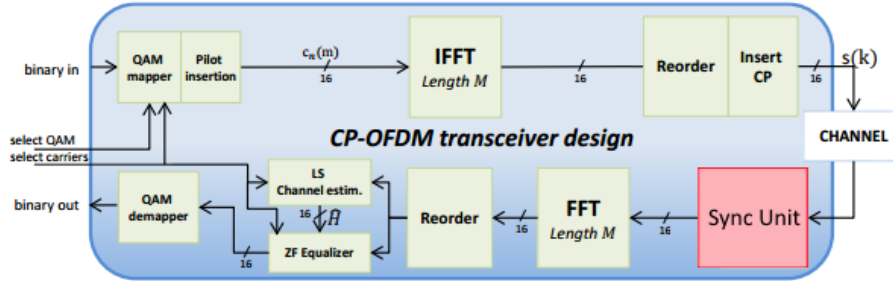 binary in
QAM
mapper
Pilot
insertion
cₙ(m)
16
IFFT
Length M
16
Reorder
Insert
CP
16
s(k)
CP-OFDM transceiver design
select QAM
select carriers
CHANNEL
binary out
QAM
demapper
16
LS
Channel estim.
16
Ĥ
ZF Equalizer
Reorder
16
FFT
Length M
16
Sync Unit